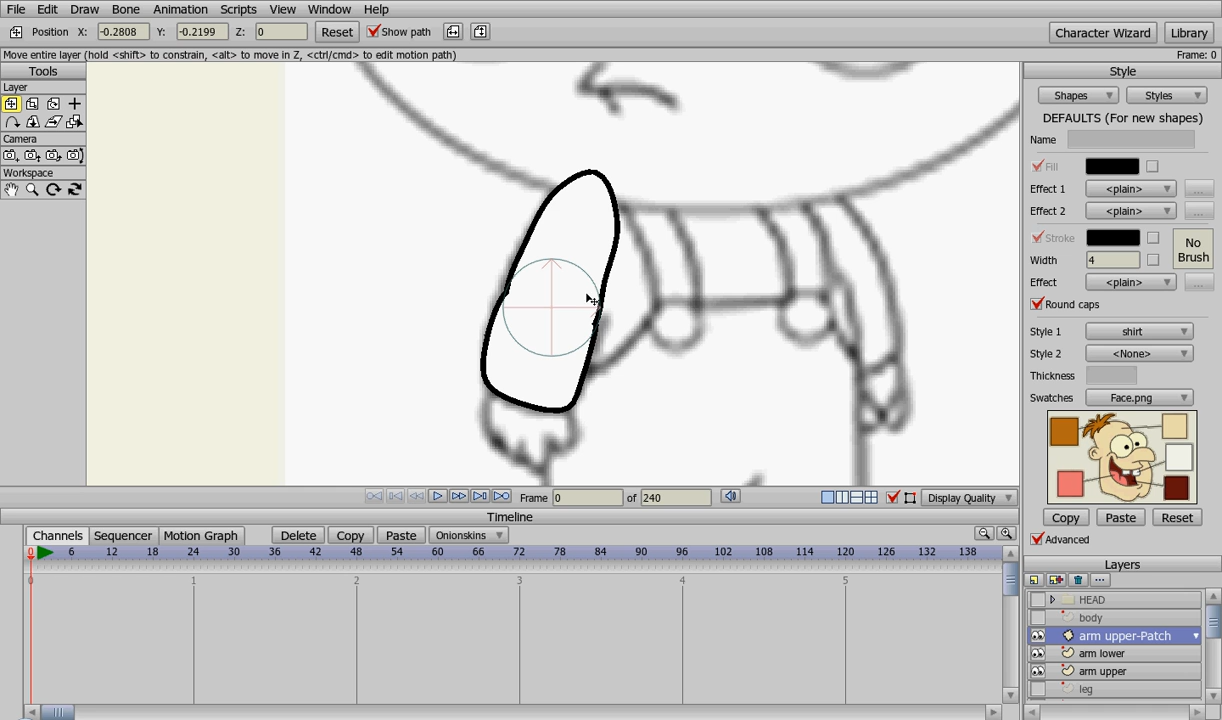 File Edit Draw Bone Animation Scripts View Window Help
Position X: -0.2808 Y: -0.2199 Z: 0 Reset Show path Character Wizard Library
Move entire layer (hold <shift> to constrain, <alt> to move in Z, <ctrl/cmd> to edit motion path) Frame: 0
Tools
Layer
Camera
Workspace
Style
Shapes Styles
DEFAULTS (For new shapes)
Name
Fill
Effect 1 <plain> ...
Effect 2 <plain> ...
Stroke
No Brush
Width 4
Effect <plain> ...
Round caps
Style 1 shirt
Style 2 <None>
Thickness
Swatches Face.png
Copy Paste Reset
Advanced
Frame 0 of 240 Display Quality
Timeline
Channels Sequencer Motion Graph Delete Copy Paste Onionskins
0 6 12 18 24 30 36 42 48 54 60 66 72 78 84 90 96 102 108 114 120 126 132 138
0 1 2 3 4 5
Layers
...
HEAD
body
arm upper-Patch
arm lower
arm upper
leg